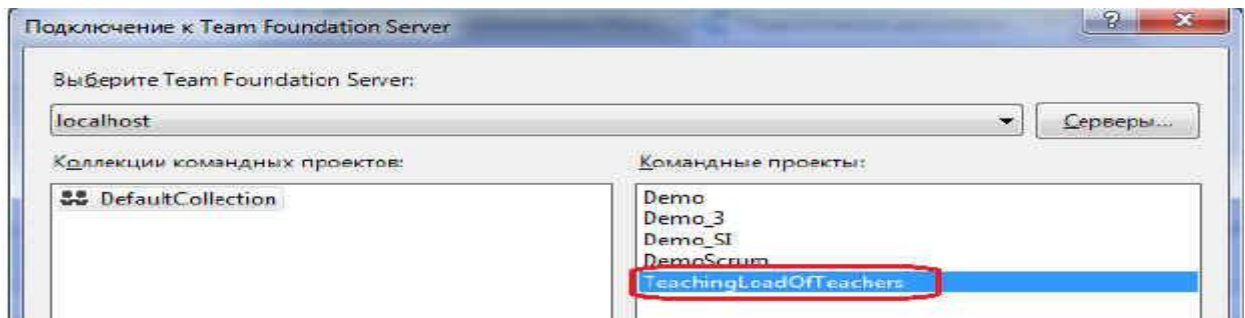 Подключение к Team Foundation Server
Выберите Team Foundation Server:
localhost
Серверы...
Коллекции командных проектов:
Командные проекты:
DefaultCollection
Demo
Demo_3
Demo_SI
DemoScrum
TeachingLoadOfTeachers